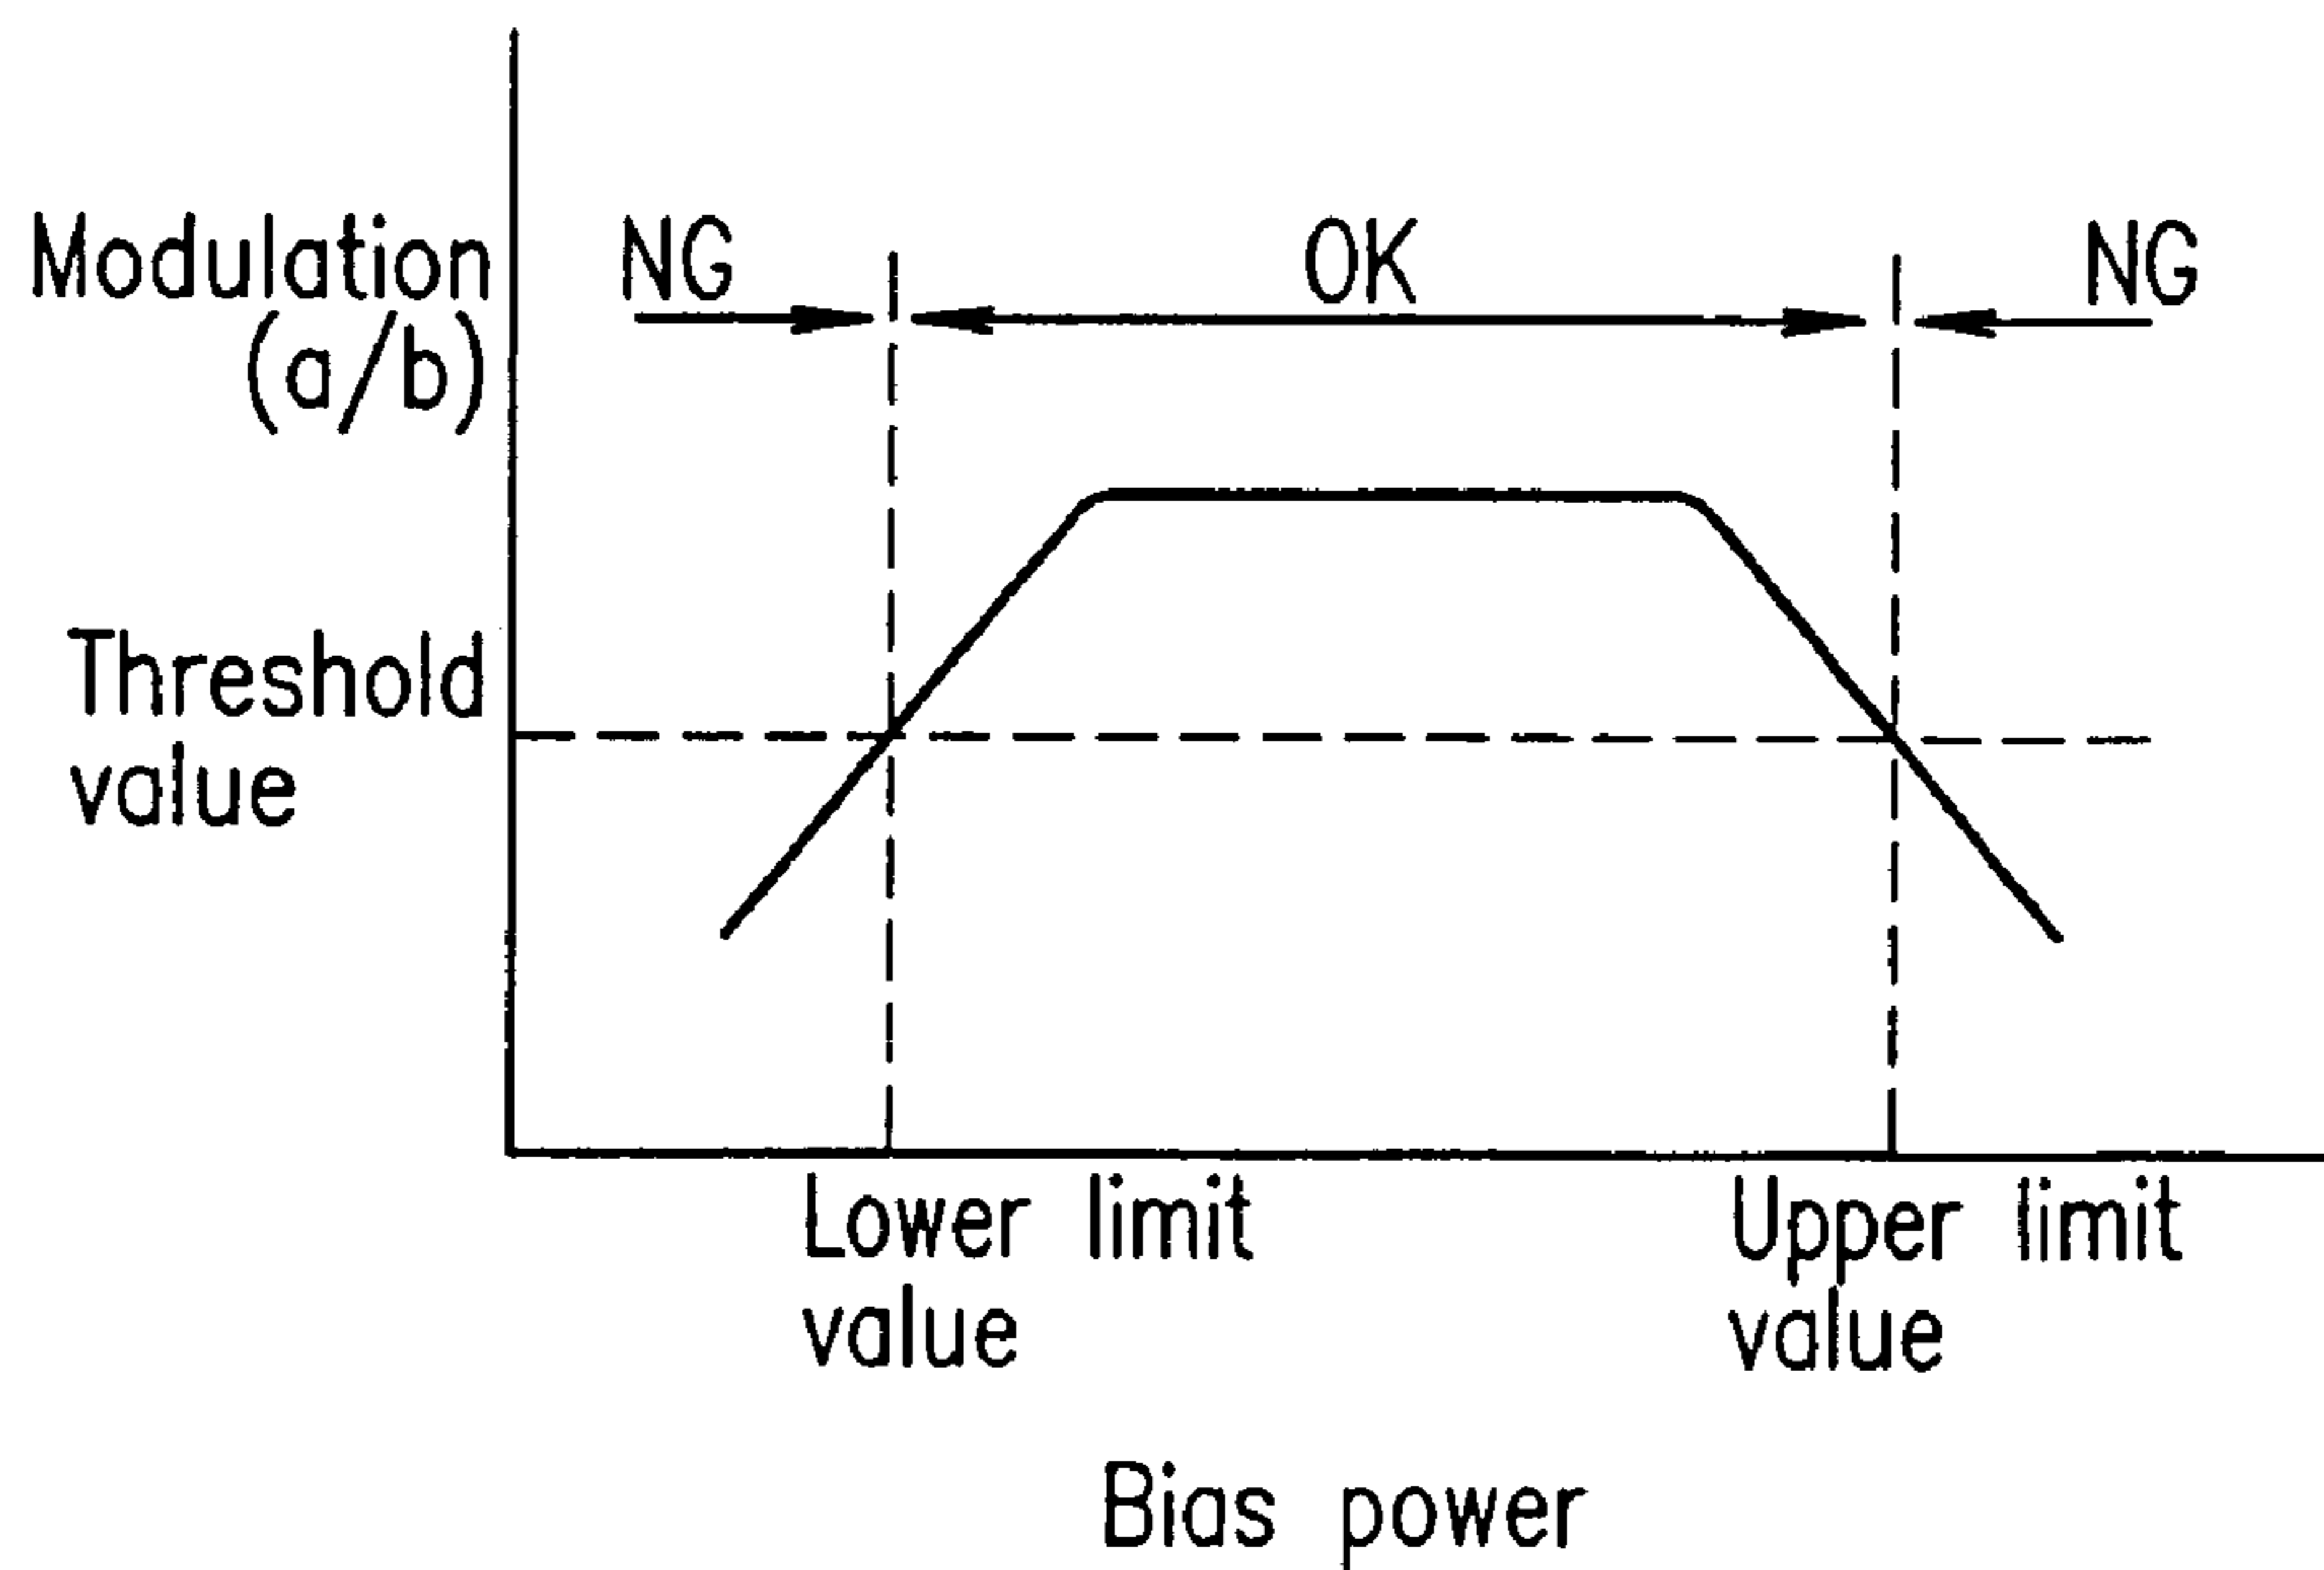 Modulation
(a/b)
NG
OK
NG
Threshold
value
Lower limit
value
Upper limit
value
Bias power